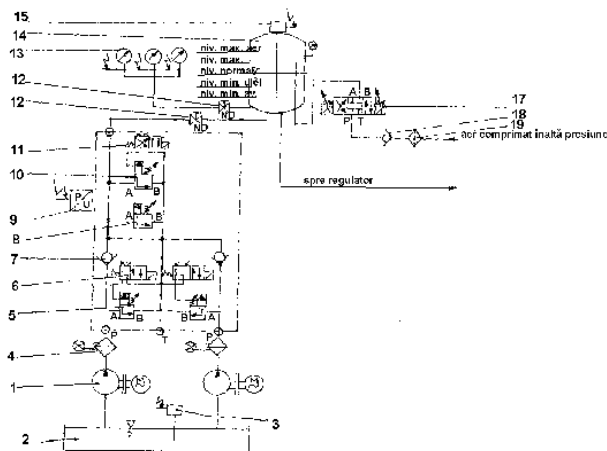 15
14
13
niv. max. aer
niv. max.
niv. normal
niv. min. ulei
niv. min.
12
12
ND
ND
A B
P T
17
18
19
aer comprimat înaltă presiune
11
10
A B
spre regulator
9
P
U
A B
8
7
6
5
A B
B A
P
T
P
4
1
M
M
3
2